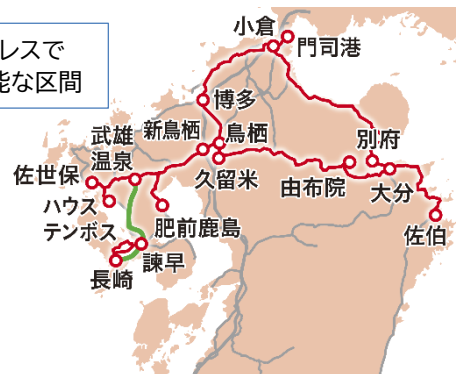 レスで
能な区間
小倉
門司港
博多
武雄
温泉
新鳥栖
鳥栖
別府
佐世保
久留米
由布院
大分
ハウス
テンボス
肥前鹿島
佐伯
諫早
長崎